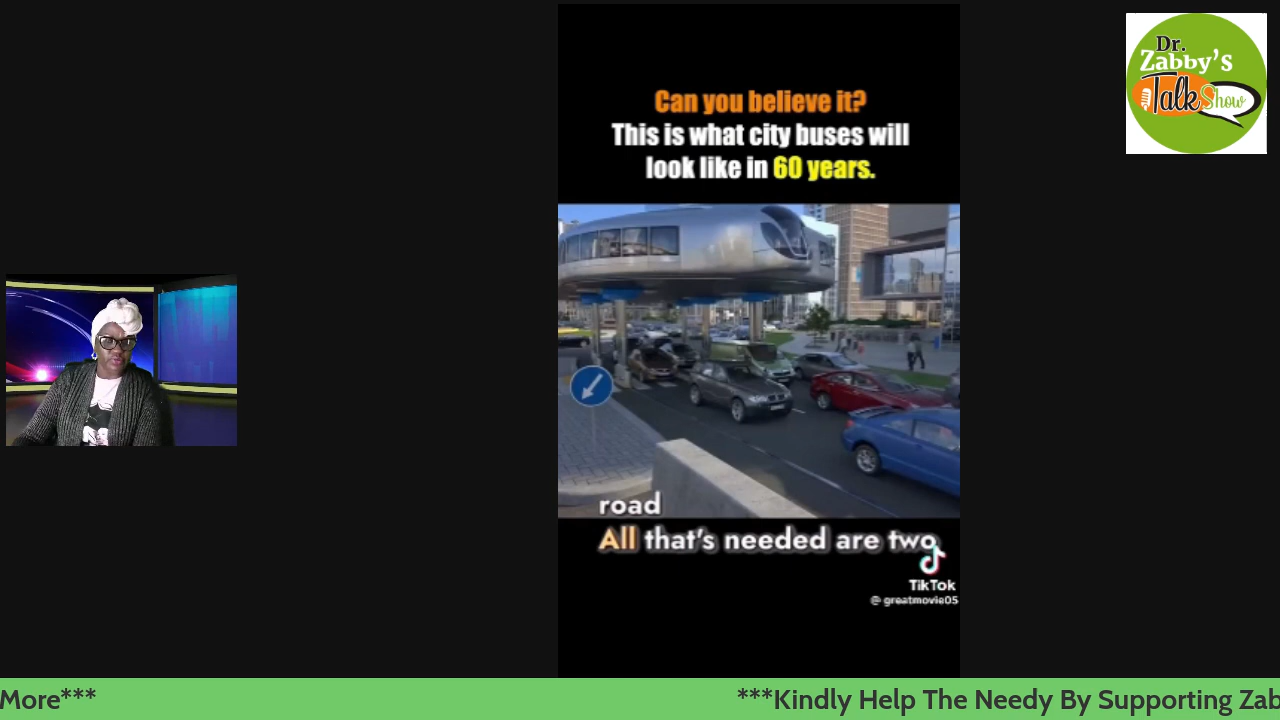 Can you believe it?
This is what city buses will
look like in 60 years.
Dr.
Zabby's
Talk Show
road
All that's needed are two
TikTok
@ greatmovie05
More***
***Kindly Help The Needy By Supporting Zab